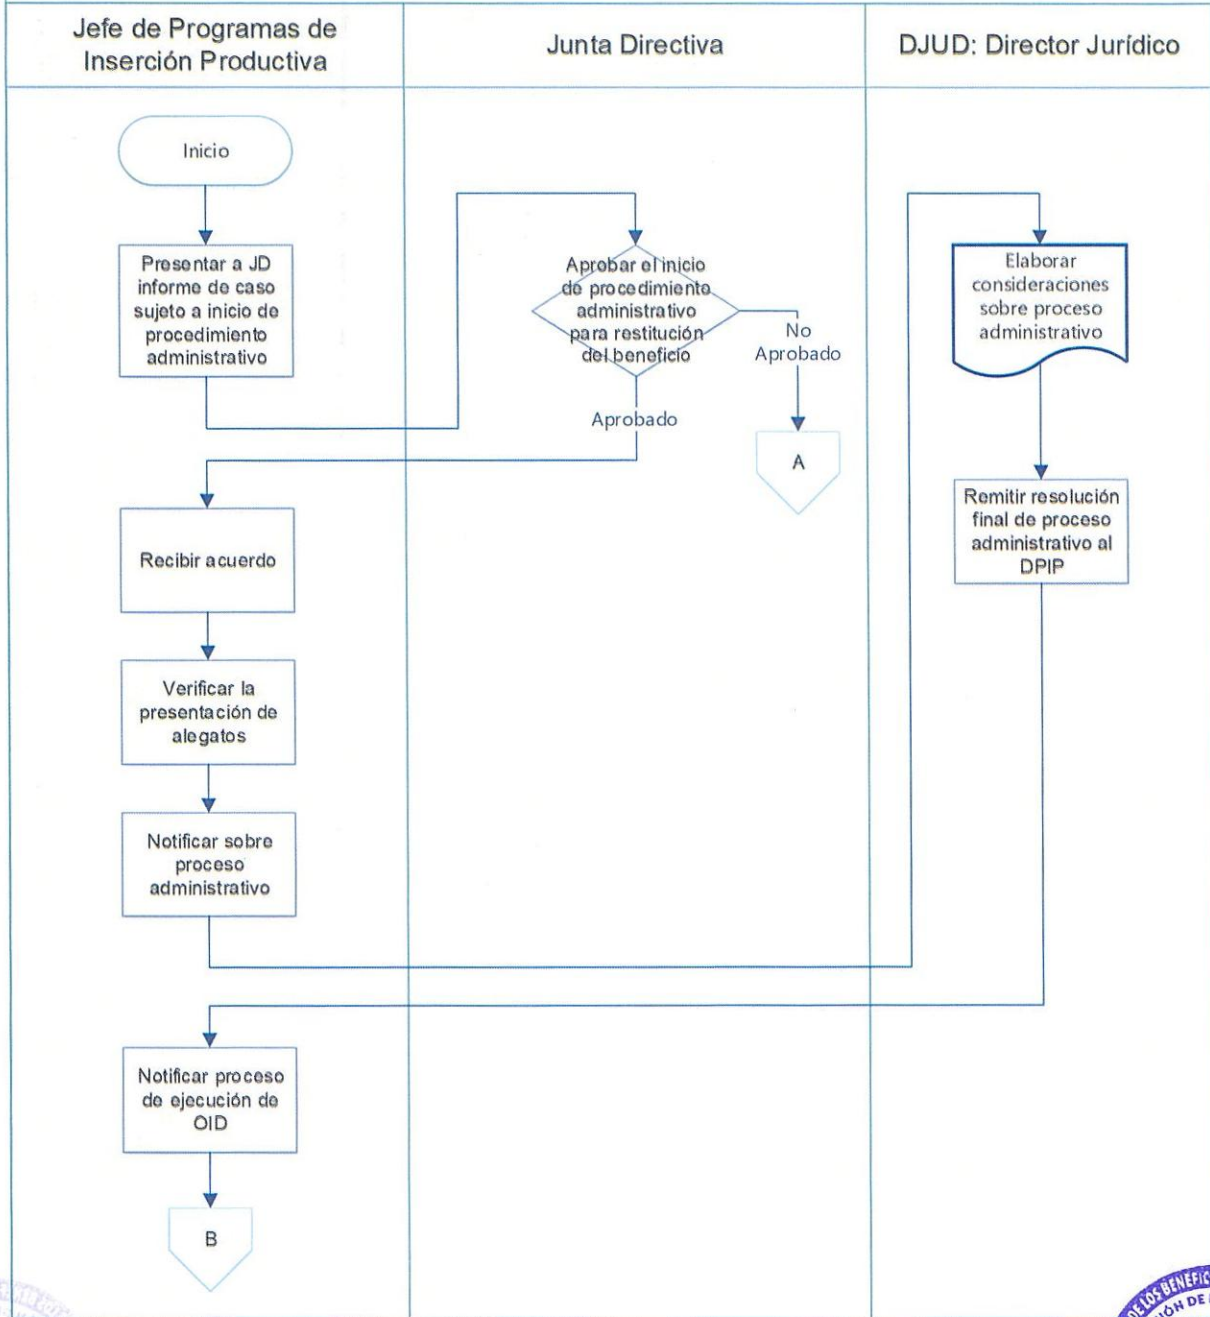 Jefe de Programas de
Inserción Productiva
Junta Directiva
DJUD: Director Jurídico
Inicio
Presentar a JD
informe de caso
sujeto a inicio de
procedimiento
administrativo
Aprobar el inicio
de procedimiento
administrativo
para restitución
del beneficio
No
Aprobado
Aprobado
A
Elaborar
consideraciones
sobre proceso
administrativo
Remitir resolución
final de proceso
administrativo al
DPIP
Recibir acuerdo
Verificar la
presentación de
alegatos
Notificar sobre
proceso
administrativo
Notificar proceso
de ejecución de
OID
B
DE LOS BENEFIC